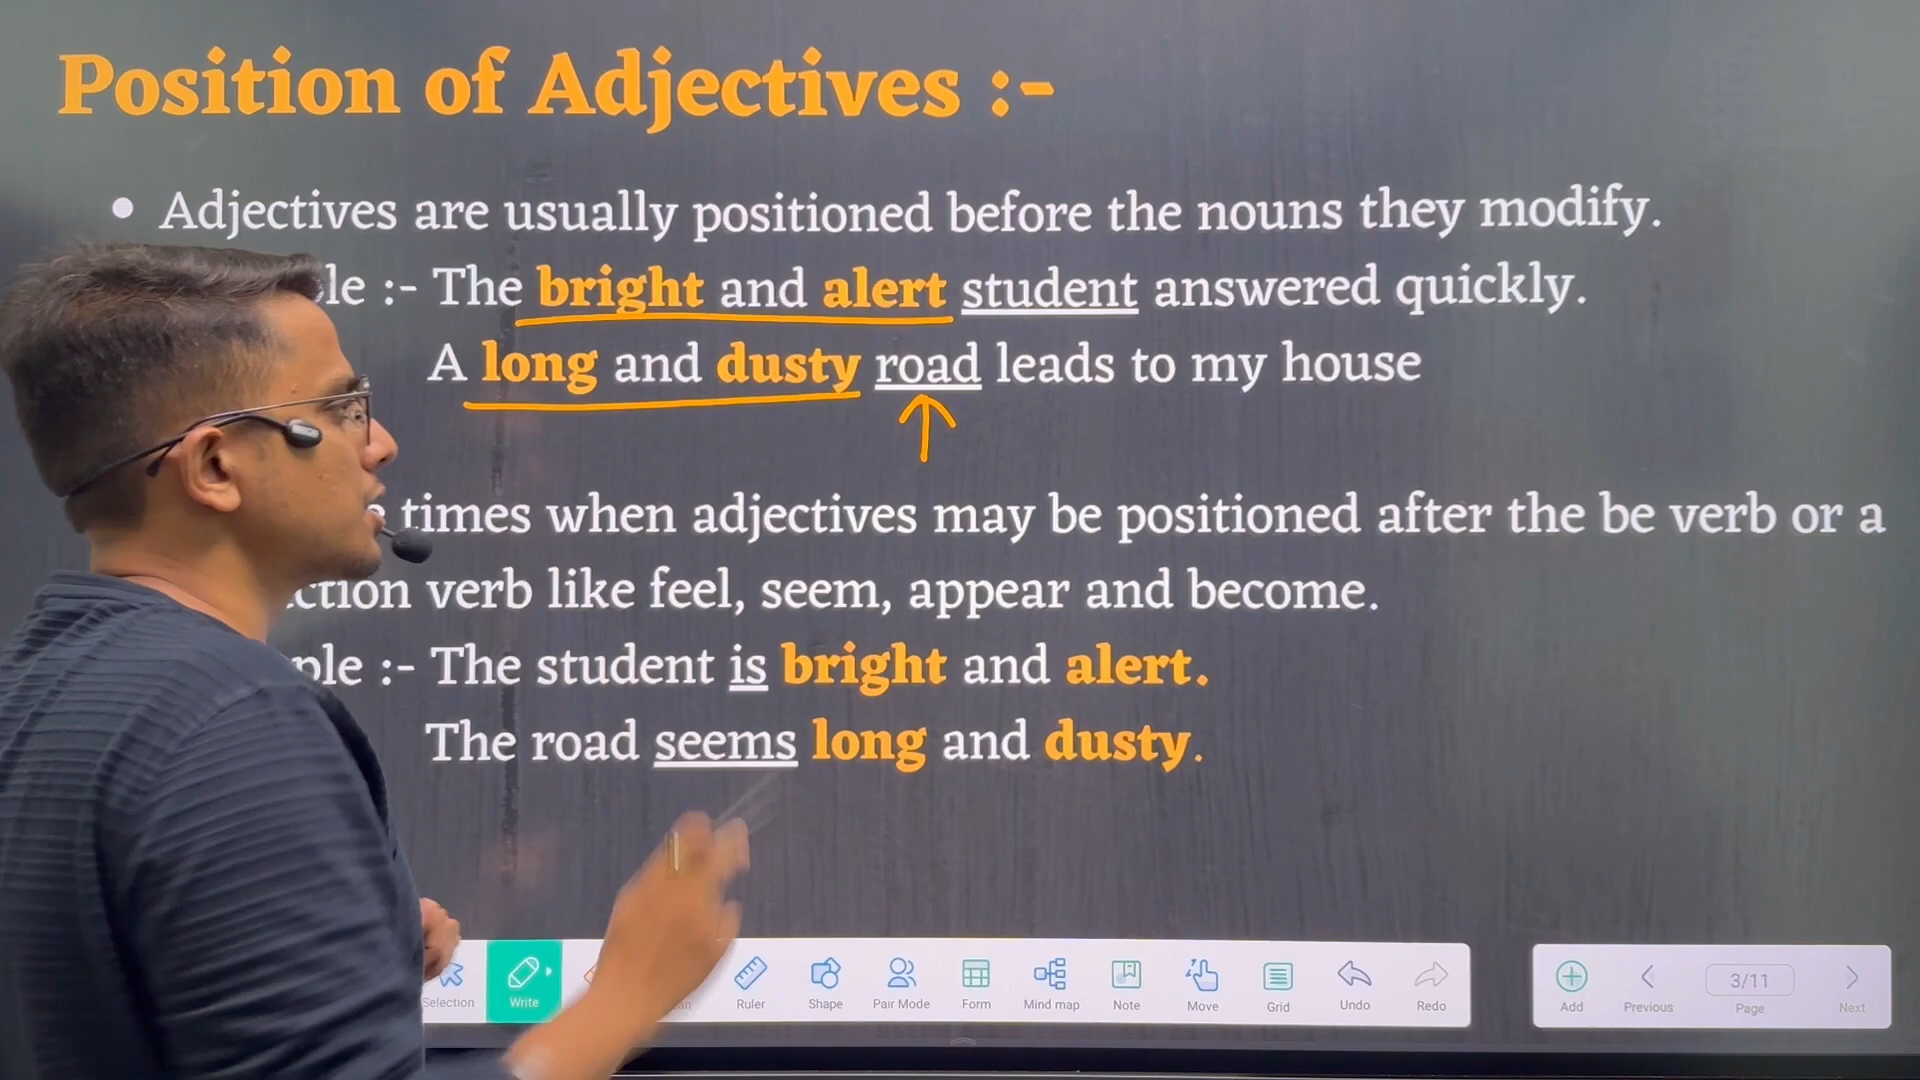 Position of Adjectives :-
• Adjectives are usually positioned before the nouns they modify.
:- The bright and alert student answered quickly.
A long and dusty road leads to my house
times when adjectives may be positioned after the be verb or a
verb like feel, seem, appear and become.
:- The student is bright and alert.
The road seems long and dusty.
Selection Write Ruler Shape Pair Mode Form Mind map Note Move Grid Undo Redo
Add Previous 3/11 Page Next